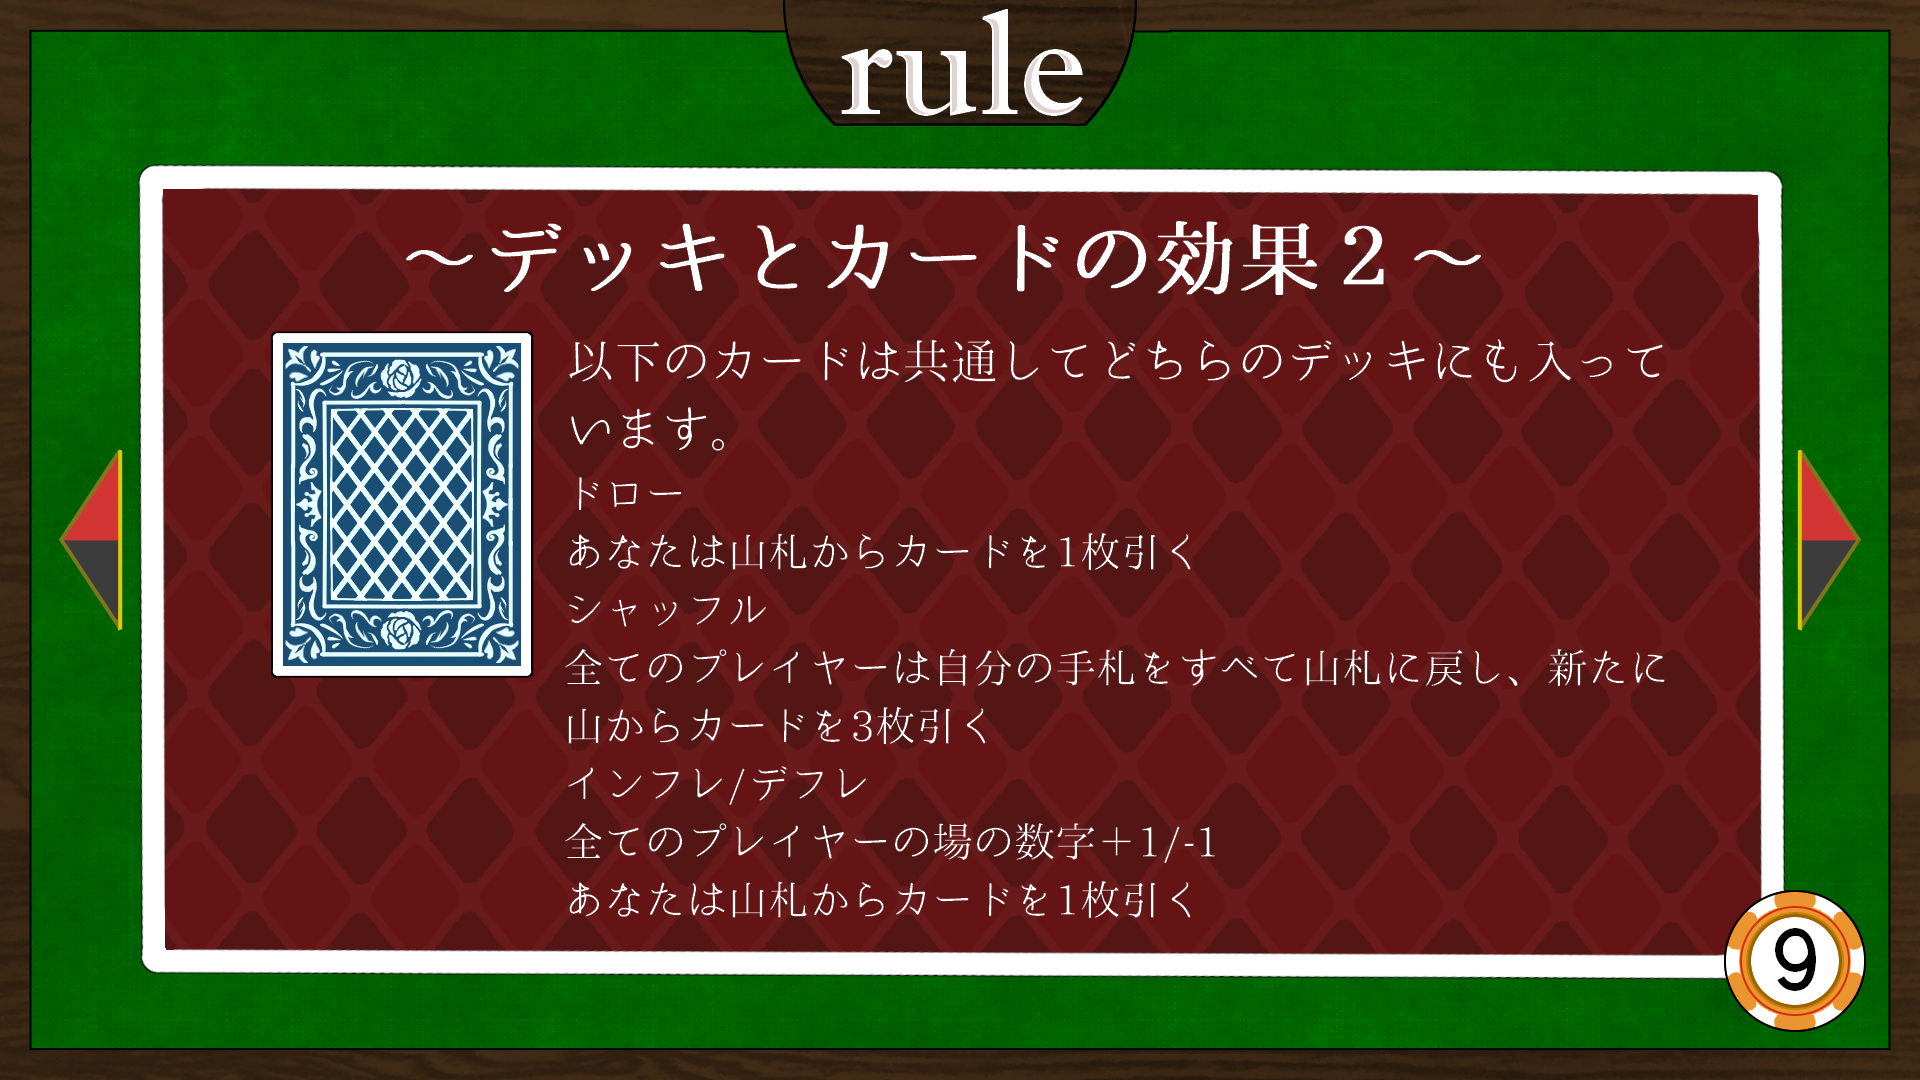 rule
～デッキとカードの効果２～
以下のカードは共通してどちらのデッキにも入って
います。
ドロー
あなたは山札からカードを1枚引く
シャッフル
全てのプレイヤーは自分の手札をすべて山札に戻し、新たに
山からカードを3枚引く
インフレ/デフレ
全てのプレイヤーの場の数字＋1/-1
あなたは山札からカードを1枚引く
9